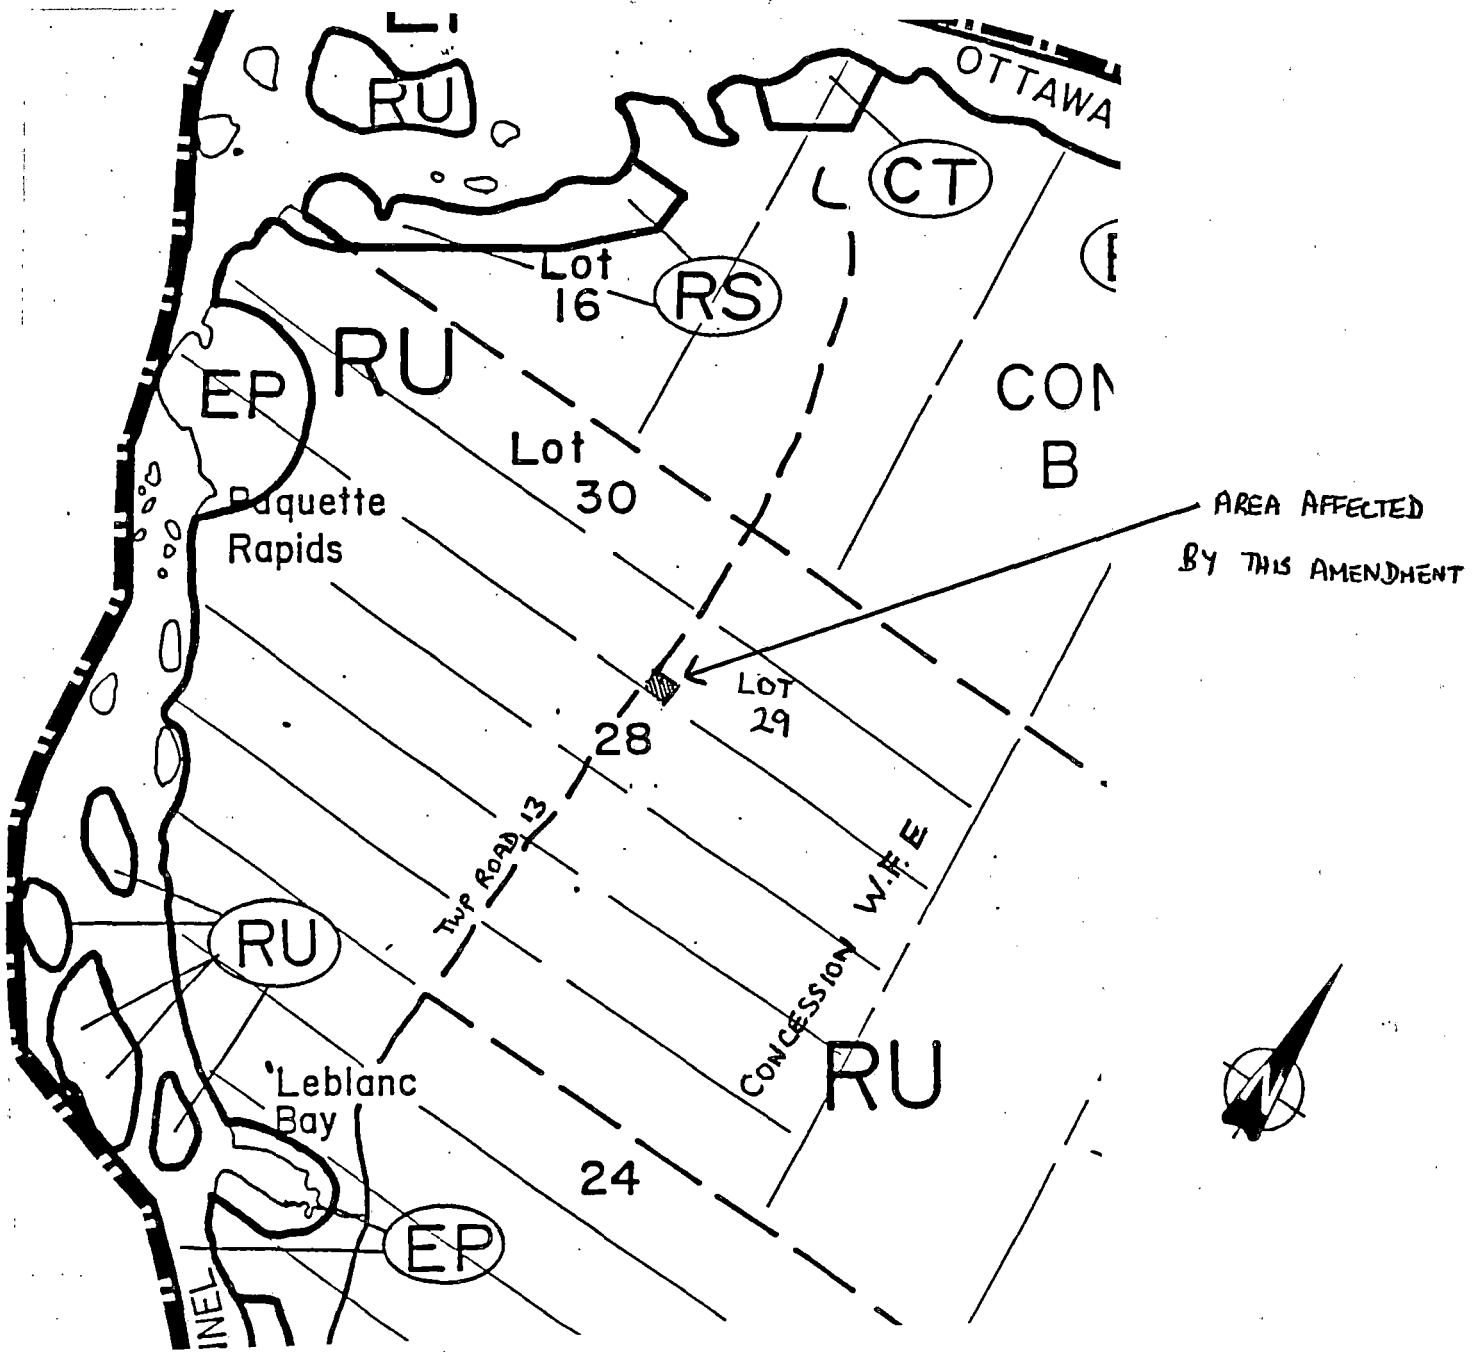 RU
OTTAWA
CT
Lot
16
RS
RU
EP
CON
B
Lot
30
Paquette
Rapids
AREA AFFECTED
BY THIS AMENDMENT
LOT
29
28
TWP ROAD 13
CONCESSION W.F. E
RU
RU
Leblanc
Bay
24
EP